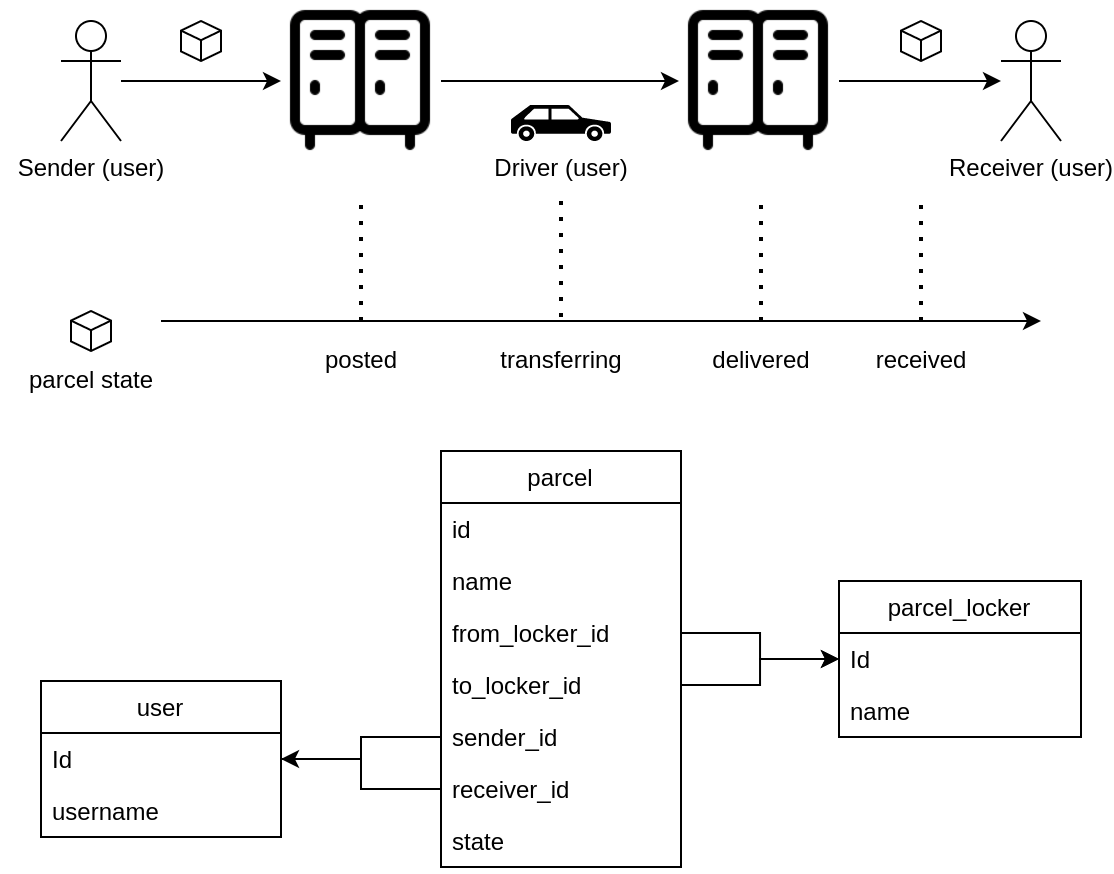 Sender (user)
Driver (user)
Receiver (user)
parcel state
posted
transferring
delivered
received
parcel
id
name
from_locker_id
to_locker_id
sender_id
receiver_id
state
parcel_locker
Id
name
user
Id
username